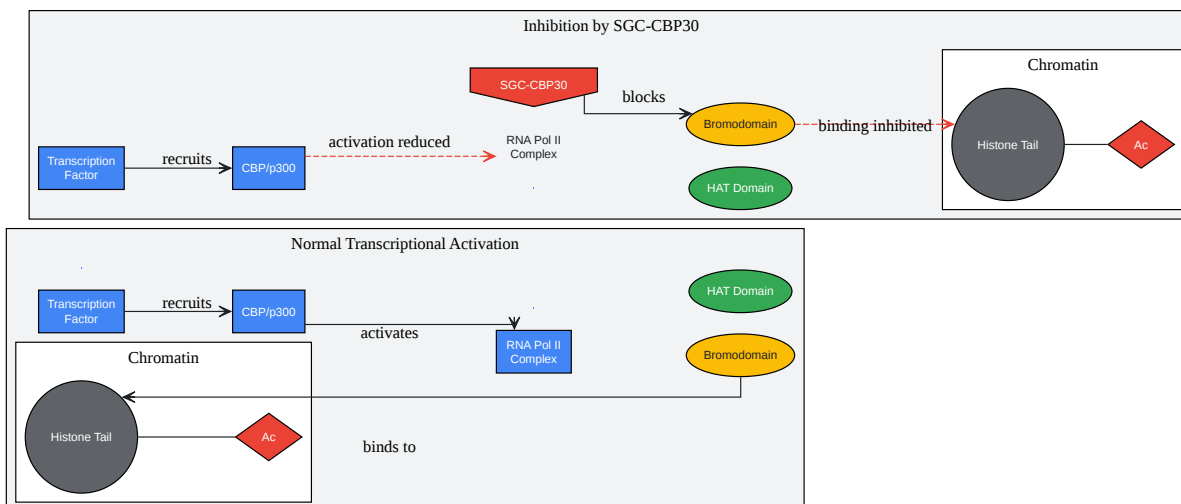 Inhibition by SGC-CBP30
Chromatin
SGC-CBP30
blocks
Bromodomain
binding inhibited
Histone Tail
Ac
Transcription
Factor
recruits
CBP/p300
activation reduced
RNA Pol II
Complex
HAT Domain
Normal Transcriptional Activation
Transcription
Factor
recruits
CBP/p300
activates
RNA Pol II
Complex
HAT Domain
Bromodomain
Chromatin
Histone Tail
Ac
binds to